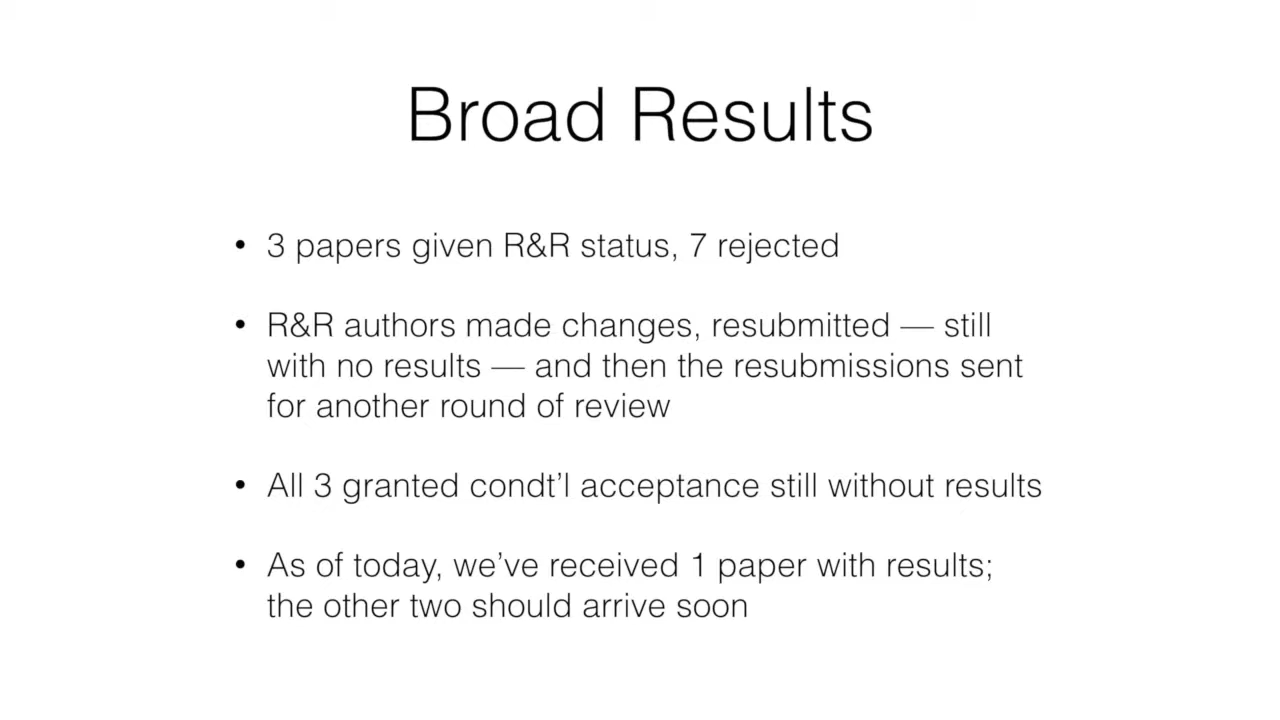 Broad Results
• 3 papers given R&R status, 7 rejected
• R&R authors made changes, resubmitted — still
with no results — and then the resubmissions sent
for another round of review
• All 3 granted condt’l acceptance still without results
• As of today, we’ve received 1 paper with results;
the other two should arrive soon